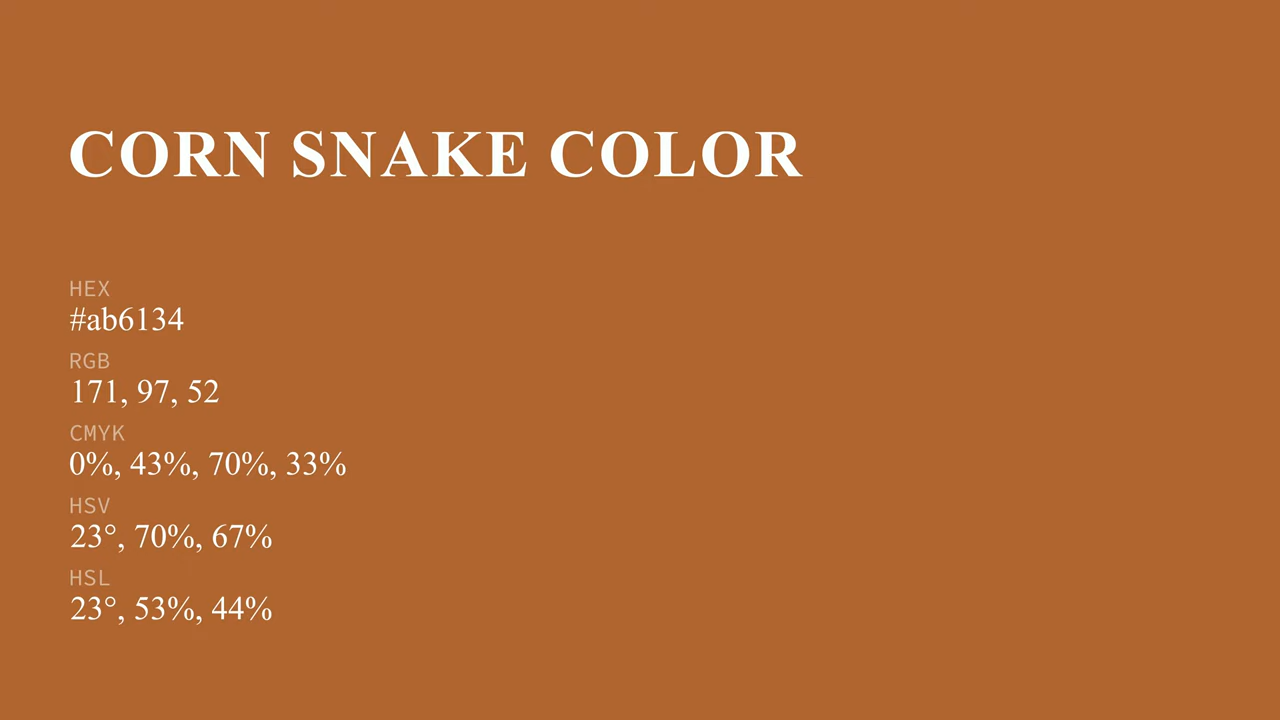 CORN SNAKE COLOR
HEX
#ab6134
RGB
171, 97, 52
CMYK
0%, 43%, 70%, 33%
HSV
23°, 70%, 67%
HSL
23°, 53%, 44%